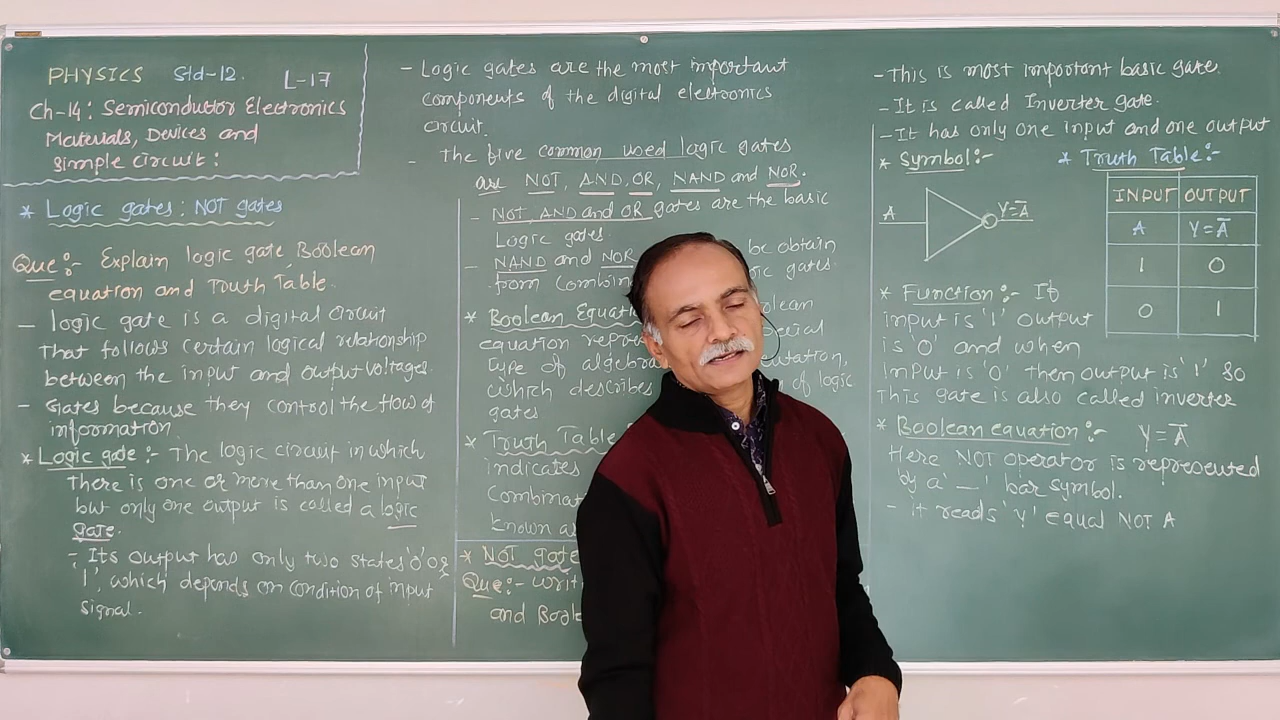 PHYSICS Std-12. L-17
Ch-14: Semiconductor Electronics
Materials, Devices and
Simple circuit:
* Logic gates: NOT gates
Que:- Explain logic gate, Boolean
equation and Truth Table.
- logic gate is a digital circuit
That follows certain logical relationship
between the input and output voltages.
- Gates because they control the flow of
information.
* Logic gate:- The logic circuit in which
There is one or more than one input
but only one output is called a logic
gate.
- Its output has only two states '0' or
'1', which depends on condition of input
signal.
- Logic gates are the most important
components of the digital electronics
circuit.
- The five common used logic gates
are NOT, AND, OR, NAND and NOR.
- NOT, AND and OR gates are the basic
Logic gates.
- NAND and NOR be obtain
from Combin gic gates.
* Boolean Equat olean
equation repr pecial
type of algebra tation,
which describes of logic
gates
* Truth Table
indicates
Combinat
known as
* NOT gate
Que:- Writ
and Boole
- This is most important basic gate.
- It is called Inverter gate.
- It has only one input and one output
* Symbol:-
A Y=A̅
* Truth Table:-
INPUT OUTPUT
A Y=A̅
1 0
0 1
* Function:- If
input is '1' output
is '0' and when
input is '0' then output is '1' so
This gate is also called inverter
* Boolean equation:- Y=A̅
Here NOT operator is represented
by a '—' bar symbol.
- it reads 'Y' equal NOT A